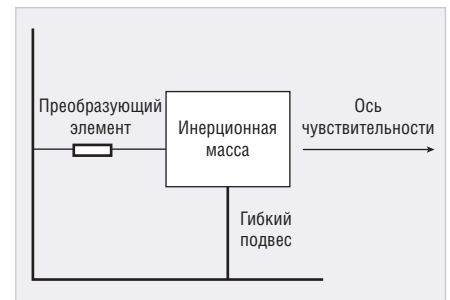 Преобразующий
элемент
Инерционная
масса
Ось
чувствительности
Гибкий
подвес